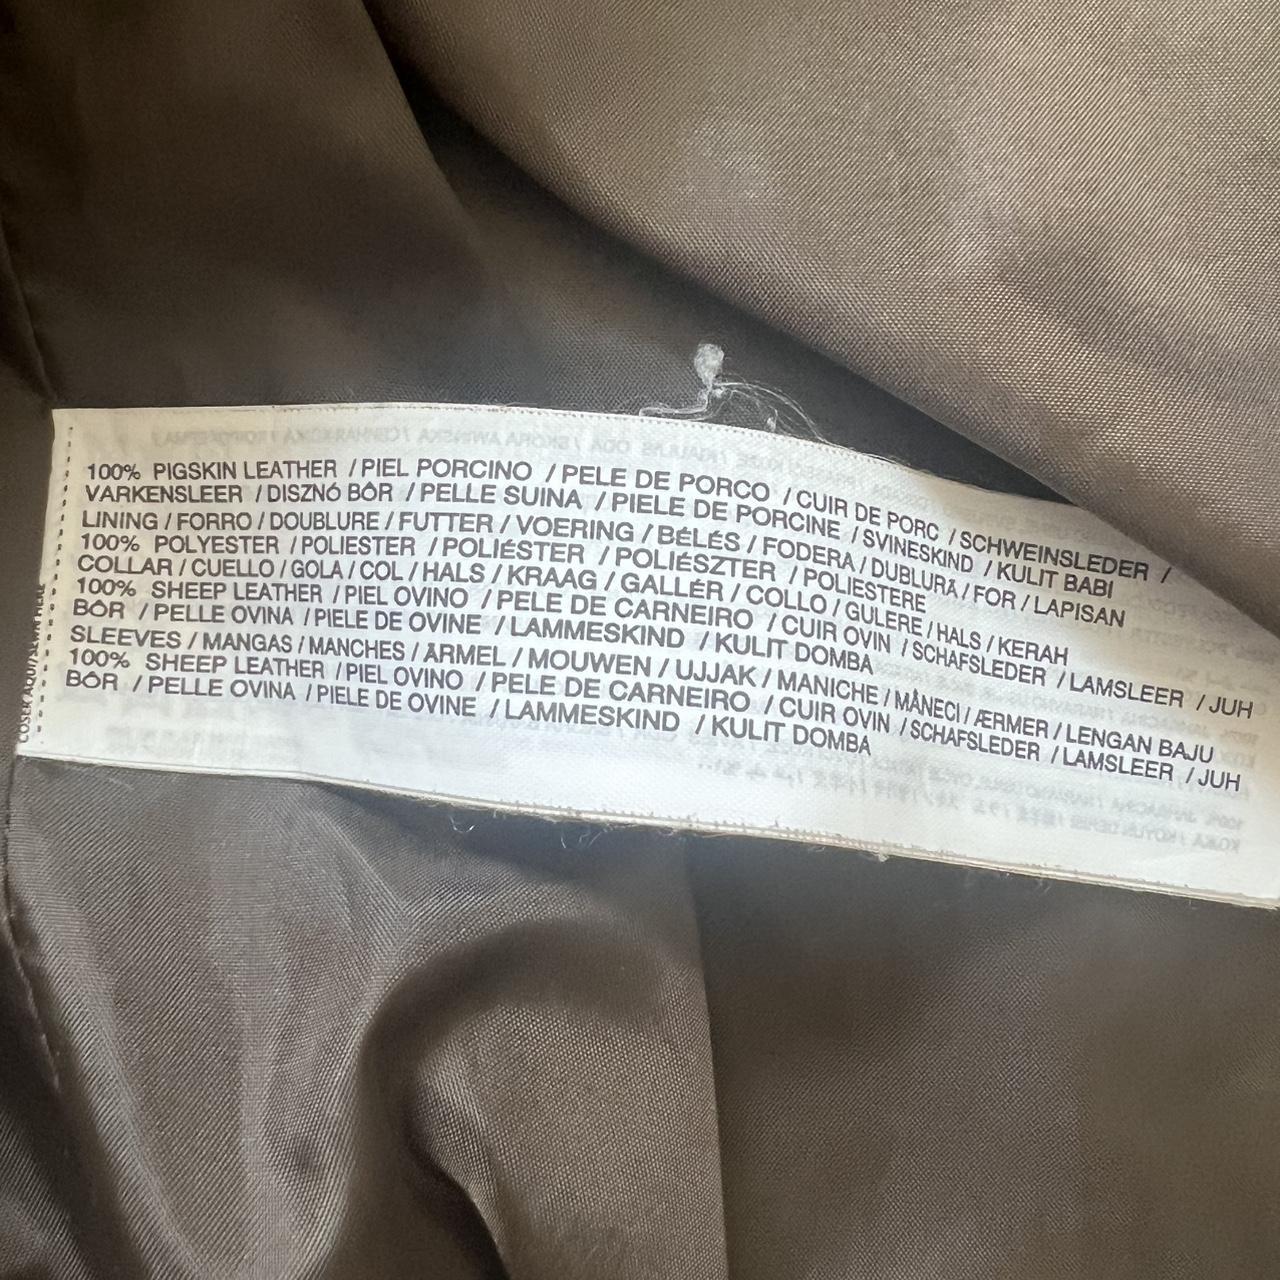 100% PIGSKIN LEATHER / PIEL PORCINO / PELE DE PORCO / CUIR DE PORC / SCHWEINSLEDER /
VARKENSLEER / DISZNÓ BŐR / PELLE SUINA / PIELE DE PORCINE / SVINESKIND / KULIT BABI
LINING / FORRO / DOUBLURE / FUTTER / VOERING / BÉLÉS / FODERA / DUBLURĂ / FOR / LAPISAN
100% POLYESTER / POLIESTER / POLIÉSTER / POLIÉSZTER / POLIESTERE
COLLAR / CUELLO / GOLA / COL / HALS / KRAAG / GALLÉR / COLLO / GULERE / HALS / KERAH
100% SHEEP LEATHER / PIEL OVINO / PELE DE CARNEIRO / CUIR OVIN / SCHAFSLEDER / LAMSLEER / JUH
BŐR / PELLE OVINA / PIELE DE OVINE / LAMMESKIND / KULIT DOMBA
SLEEVES / MANGAS / MANCHES / ÄRMEL / MOUWEN / UJJAK / MANICHE / MÂNECI / ÆRMER / LENGAN BAJU
100% SHEEP LEATHER / PIEL OVINO / PELE DE CARNEIRO / CUIR OVIN / SCHAFSLEDER / LAMSLEER / JUH
BŐR / PELLE OVINA / PIELE DE OVINE / LAMMESKIND / KULIT DOMBA
COSER AQUI / SEWN HERE